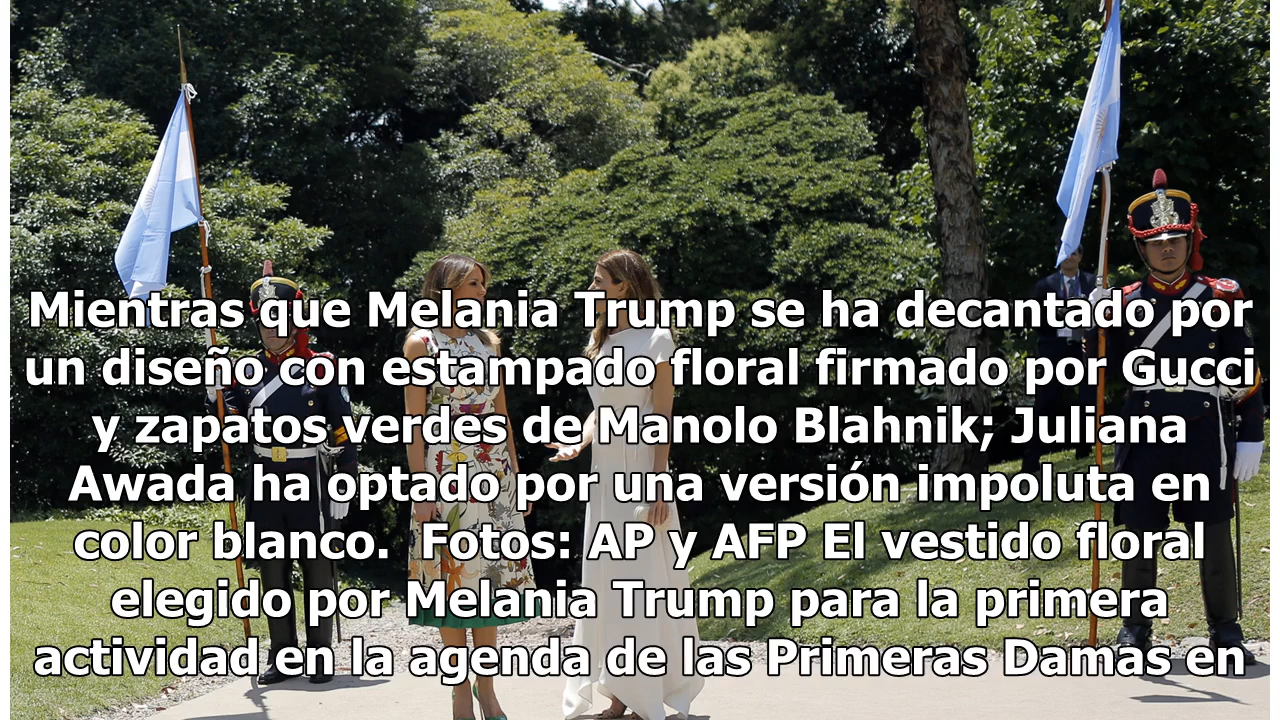 Mientras que Melania Trump se ha decantado por
un diseño con estampado floral firmado por Gucci
y zapatos verdes de Manolo Blahnik; Juliana
Awada ha optado por una versión impoluta en
color blanco.  Fotos: AP y AFP El vestido floral
elegido por Melania Trump para la primera
actividad en la agenda de las Primeras Damas en